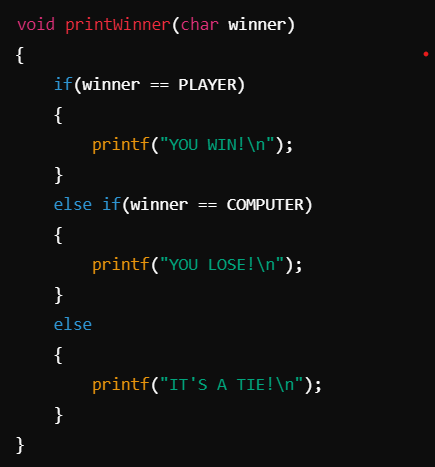 void printWinner(char winner)
{
    if(winner == PLAYER)
    {
        printf("YOU WIN!\n");
    }
    else if(winner == COMPUTER)
    {
        printf("YOU LOSE!\n");
    }
    else
    {
        printf("IT'S A TIE!\n");
    }
}